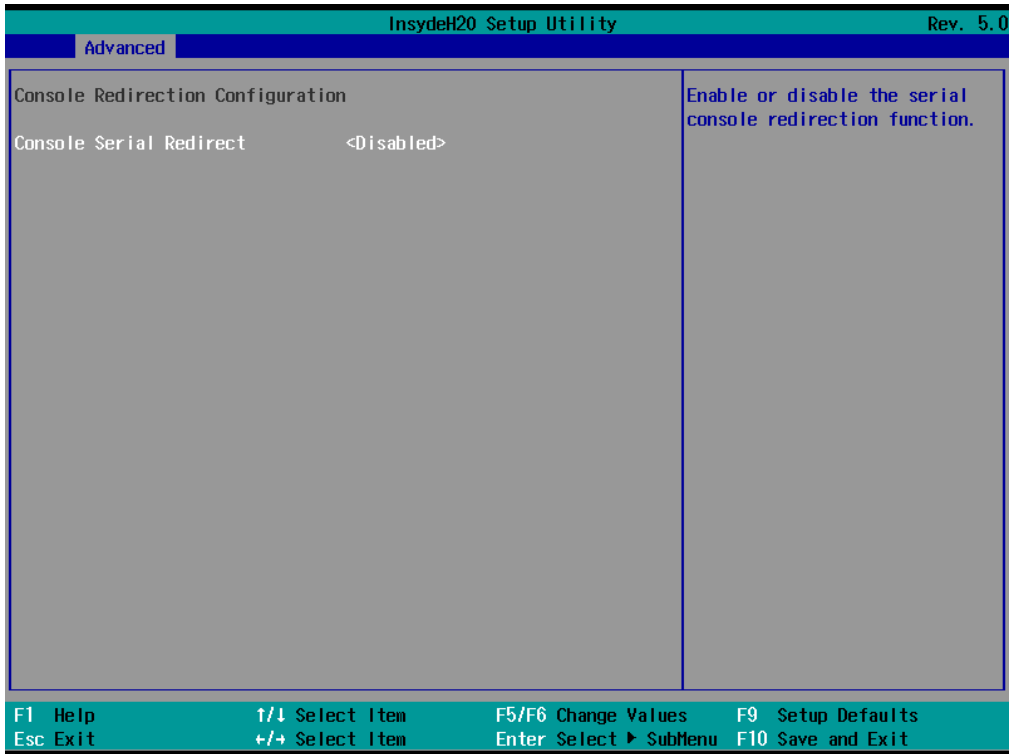 InsydeH20 Setup Utility Rev. 5.0
Advanced
Console Redirection Configuration
Console Serial Redirect <Disabled>
Enable or disable the serial
console redirection function.
F1 Help ↑/↓ Select Item F5/F6 Change Values F9 Setup Defaults
Esc Exit ←/→ Select Item Enter Select ▶ SubMenu F10 Save and Exit